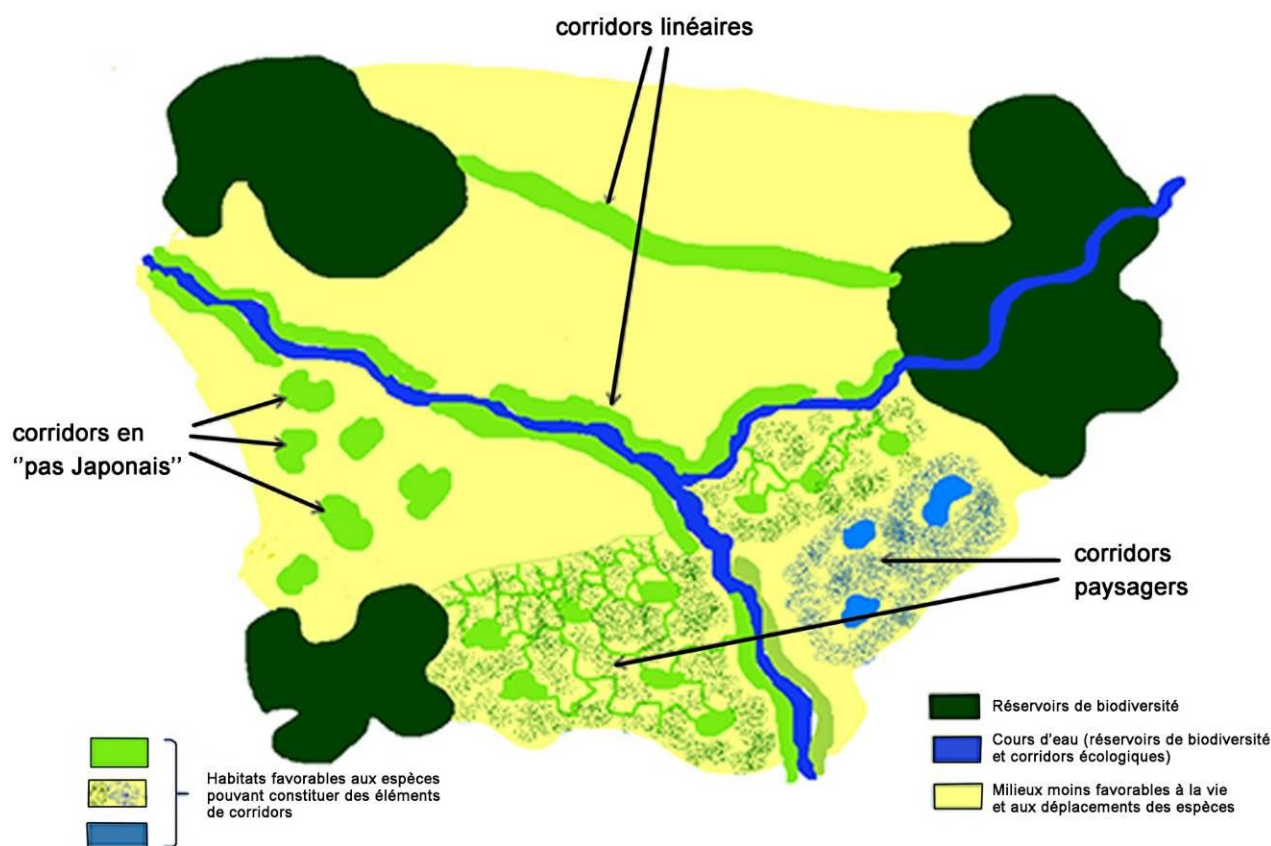 corridors linéaires
corridors en
"pas Japonais"
corridors
paysagers
Réservoirs de biodiversité
Cours d'eau (réservoirs de biodiversité
et corridors écologiques)
Milieux moins favorables à la vie
et aux déplacements des espèces
Habitats favorables aux espèces
pouvant constituer des éléments
de corridors